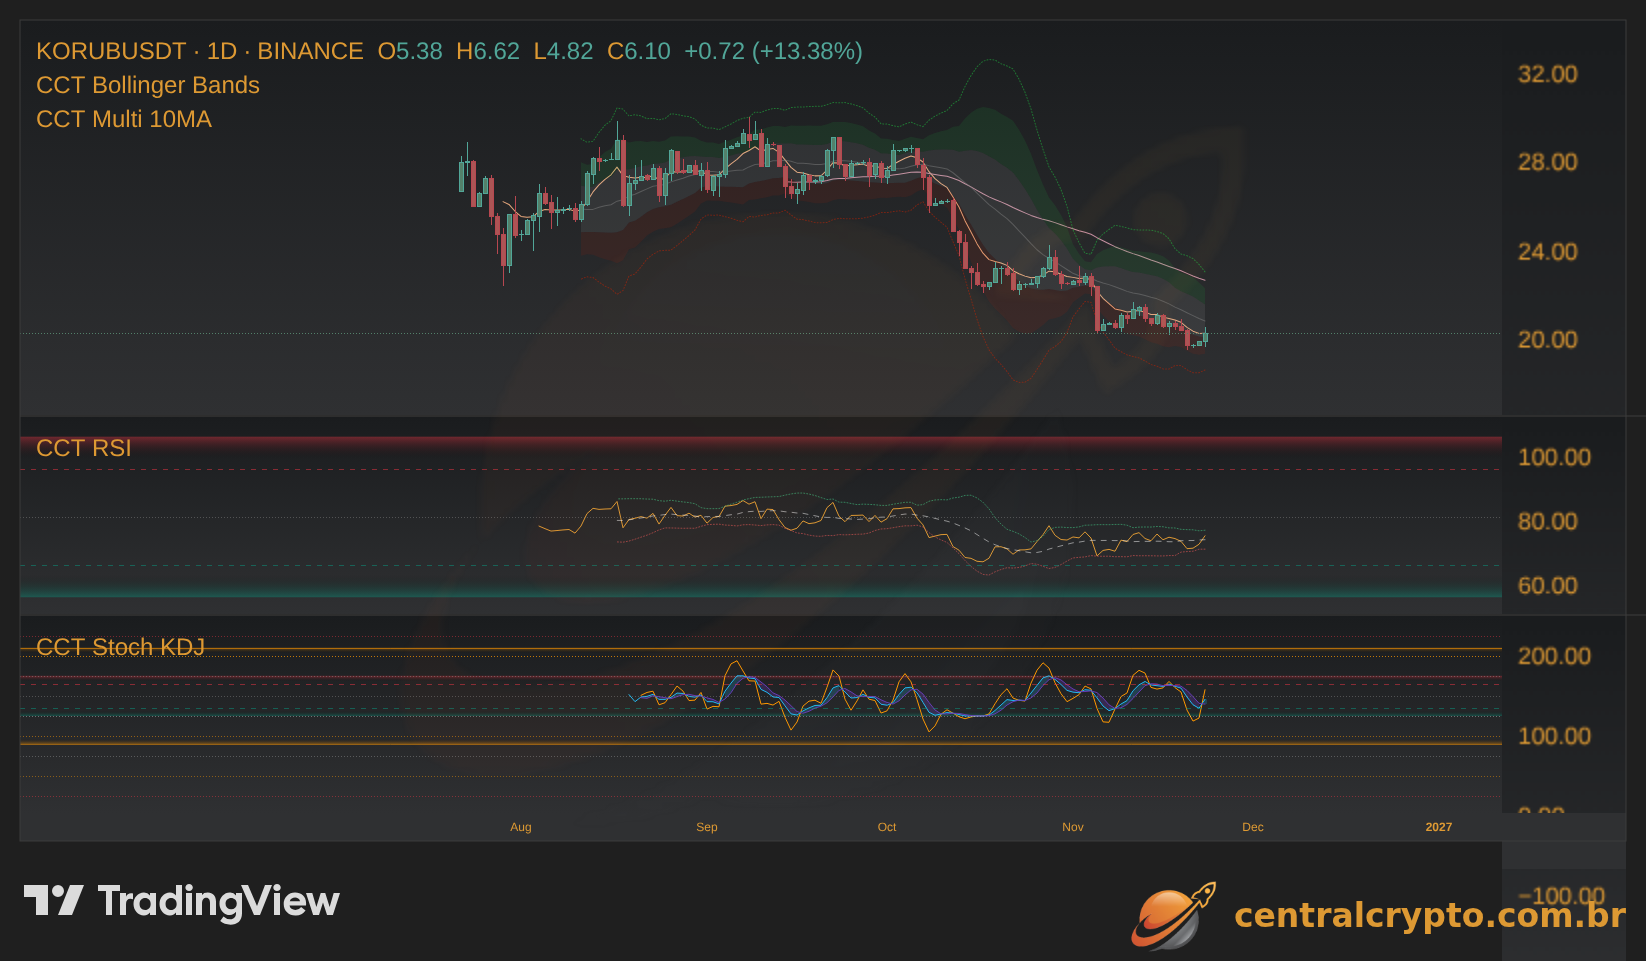 KORUBUSDT · 1D · BINANCE O5.38 H6.62 L4.82 C6.10 +0.72 (+13.38%)
CCT Bollinger Bands
CCT Multi 10MA
32.00
28.00
24.00
20.00
CCT RSI
100.00
80.00
60.00
CCT Stoch KDJ
200.00
100.00
Aug Sep Oct Nov Dec 2027
−100.00
TradingView
centralcrypto.com.br